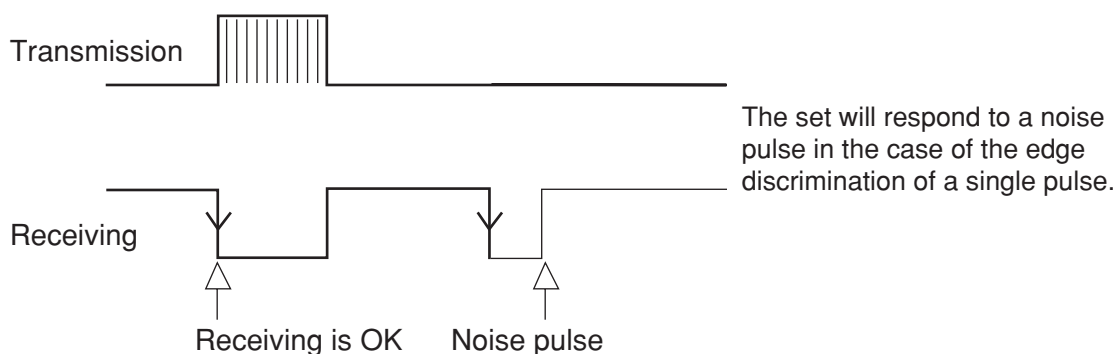 Transmission
The set will respond to a noise
pulse in the case of the edge
discrimination of a single pulse.
Receiving
Receiving is OK
Noise pulse